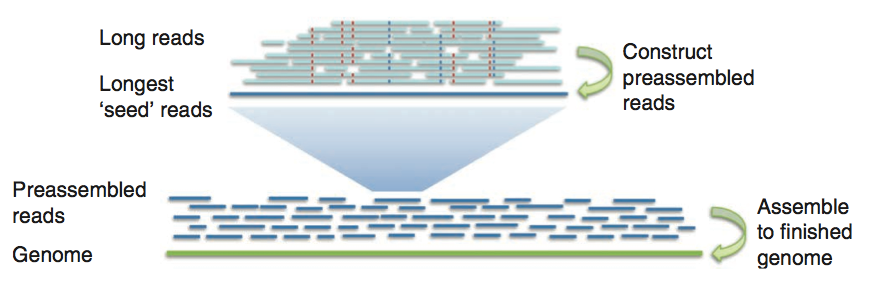 Long reads
Longest
‘seed’ reads
Construct
preassembled
reads
Preassembled
reads
Genome
Assemble
to finished
genome